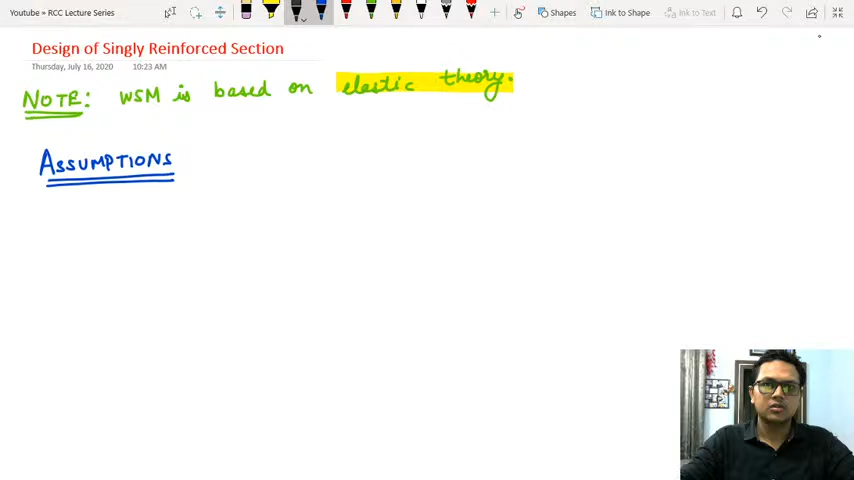 Youtube » RCC Lecture Series
Shapes
Ink to Shape
Ink to Text
Design of Singly Reinforced Section
Thursday, July 16, 2020 10:23 AM
NOTE: WSM is based on elastic theory.
ASSUMPTIONS